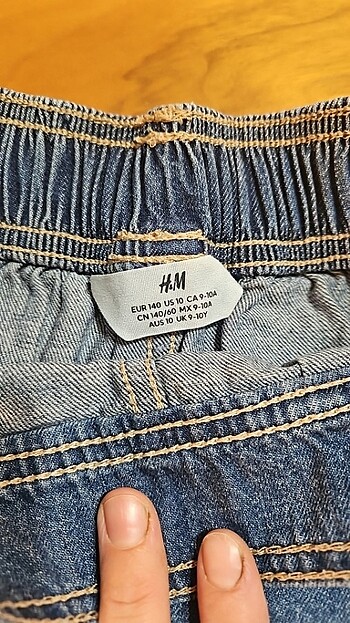 H&M
EUR 140 US 10 CA 9-10A
CN 140/60 MX 9-10A
AUS 10 UK 9-10Y